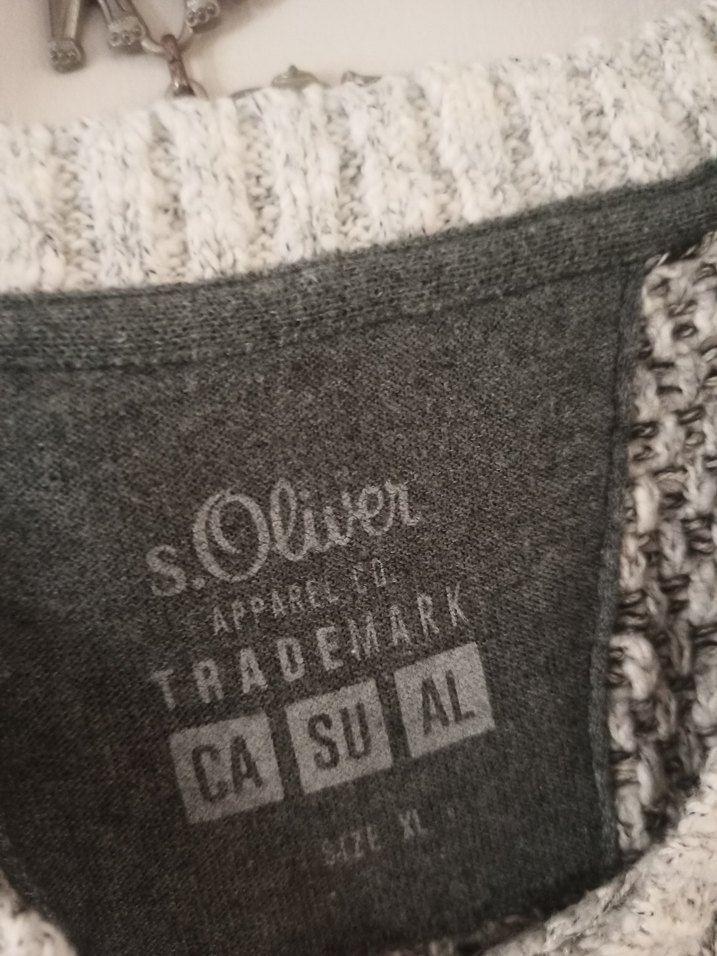 s.Oliver
APPAREL CO.
TRADEMARK
CA SU AL
SIZE XL